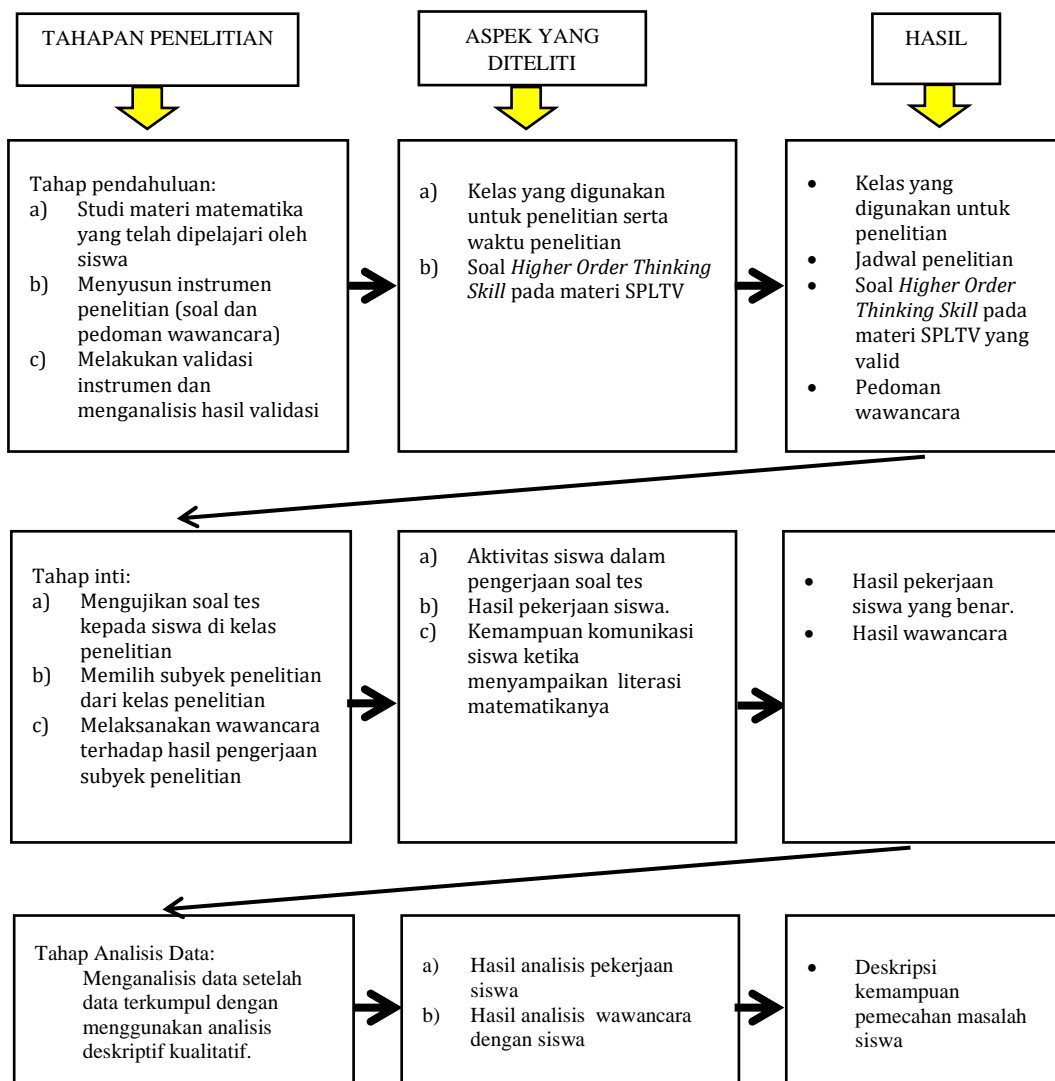 TAHAPAN PENELITIAN
ASPEK YANG
DITELITI
HASIL
Tahap pendahuluan:
a) Studi materi matematika
yang telah dipelajari oleh
siswa
b) Menyusun instrumen
penelitian (soal dan
pedoman wawancara)
c) Melakukan validasi
instrumen dan
menganalisis hasil validasi
a) Kelas yang digunakan
untuk penelitian serta
waktu penelitian
b) Soal Higher Order Thinking
Skill pada materi SPLTV
• Kelas yang
digunakan untuk
penelitian
• Jadwal penelitian
• Soal Higher Order
Thinking Skill pada
materi SPLTV yang
valid
• Pedoman
wawancara
Tahap inti:
a) Mengujikan soal tes
kepada siswa di kelas
penelitian
b) Memilih subyek penelitian
dari kelas penelitian
c) Melaksanakan wawancara
terhadap hasil pengerjaan
subyek penelitian
a) Aktivitas siswa dalam
pengerjaan soal tes
b) Hasil pekerjaan siswa.
c) Kemampuan komunikasi
siswa ketika
menyampaikan literasi
matematikanya
• Hasil pekerjaan
siswa yang benar.
• Hasil wawancara
Tahap Analisis Data:
Menganalisis data setelah
data terkumpul dengan
menggunakan analisis
deskriptif kualitatif.
a) Hasil analisis pekerjaan
siswa
b) Hasil analisis wawancara
dengan siswa
• Deskripsi
kemampuan
pemecahan masalah
siswa